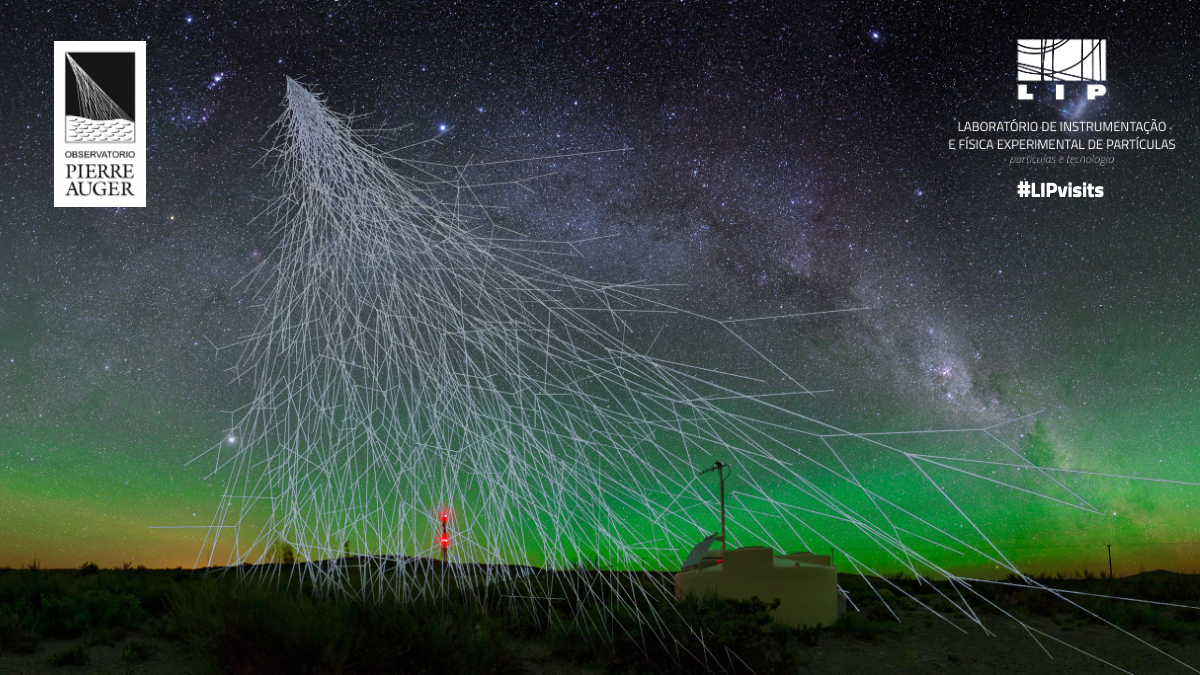 OBSERVATORIO
PIERRE
AUGER
LIP
LABORATÓRIO DE INSTRUMENTAÇÃO
E FÍSICA EXPERIMENTAL DE PARTÍCULAS
partículas e tecnologia
#LIPvisits